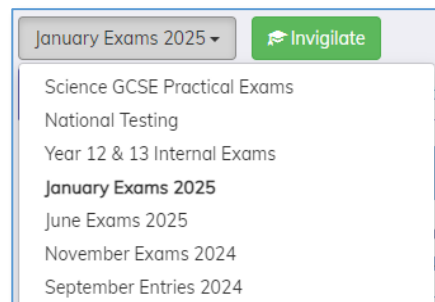 January Exams 2025 Invigilate
Science GCSE Practical Exams
National Testing
Year 12 & 13 Internal Exams
January Exams 2025
June Exams 2025
November Exams 2024
September Entries 2024